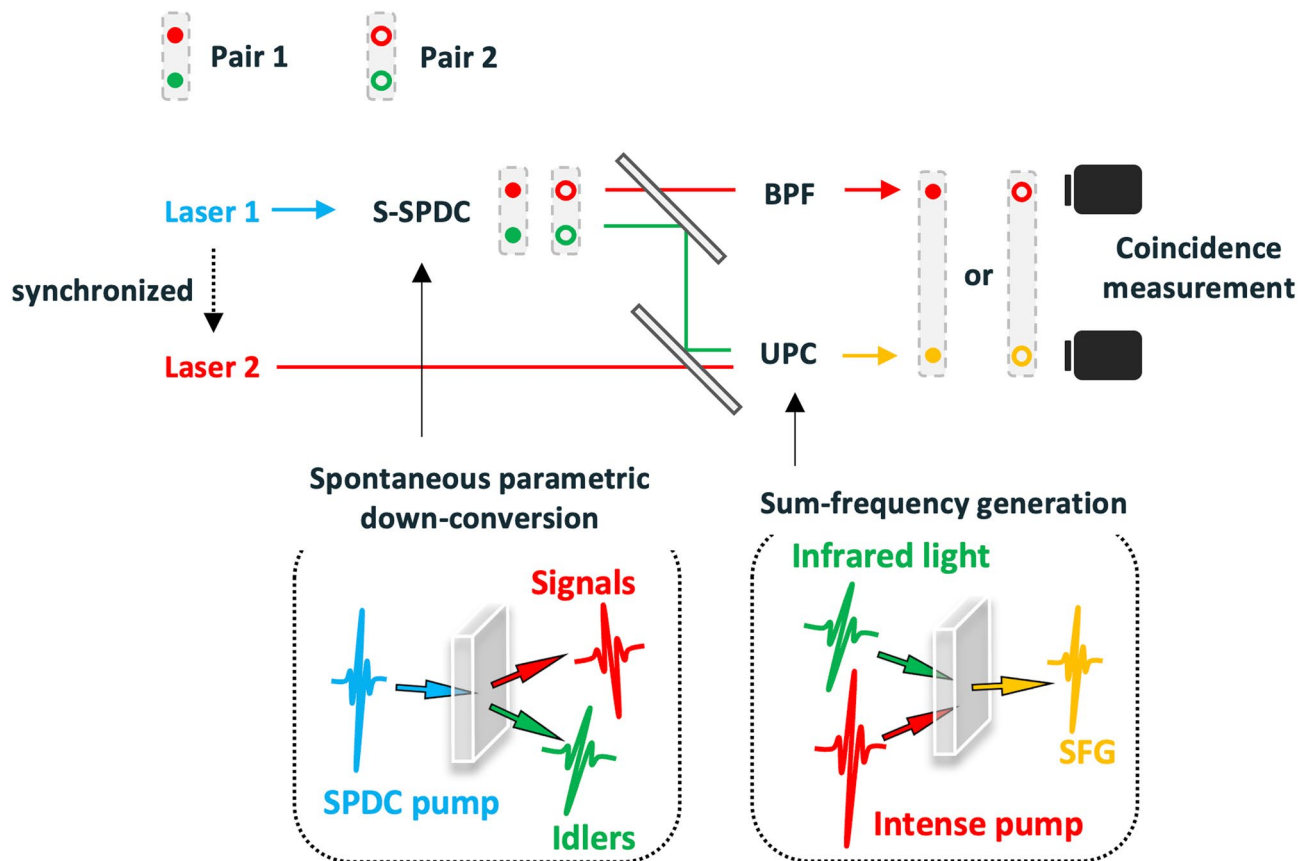 Pair 1
Pair 2
Laser 1
S-SPDC
BPF
or
Coincidence
measurement
synchronized
Laser 2
UPC
Spontaneous parametric
down-conversion
Sum-frequency generation
Signals
SPDC pump
Idlers
Infrared light
Intense pump
SFG